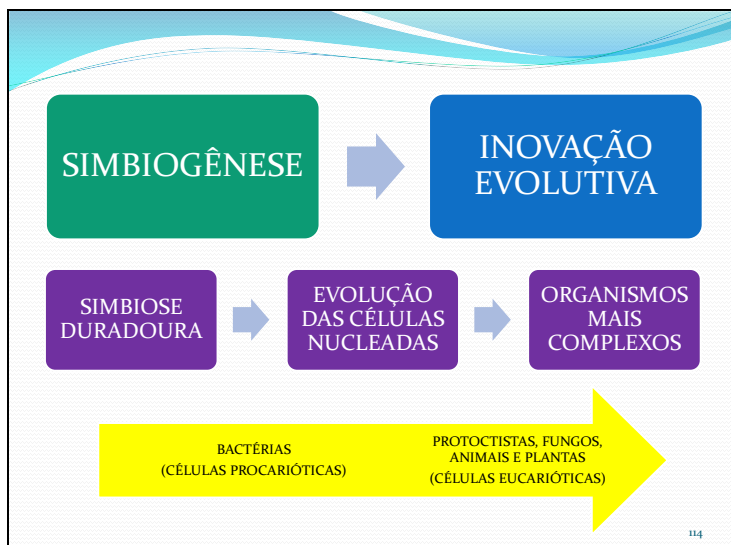 SIMBIOGÊNESE
INOVAÇÃO
EVOLUTIVA
SIMBIOSE
DURADOURA
EVOLUÇÃO
DAS CÉLULAS
NUCLEADAS
ORGANISMOS
MAIS
COMPLEXOS
BACTÉRIAS
(CÉLULAS PROCARIÓTICAS)
PROTOCTISTAS, FUNGOS,
ANIMAIS E PLANTAS
(CÉLULAS EUCARIÓTICAS)
114